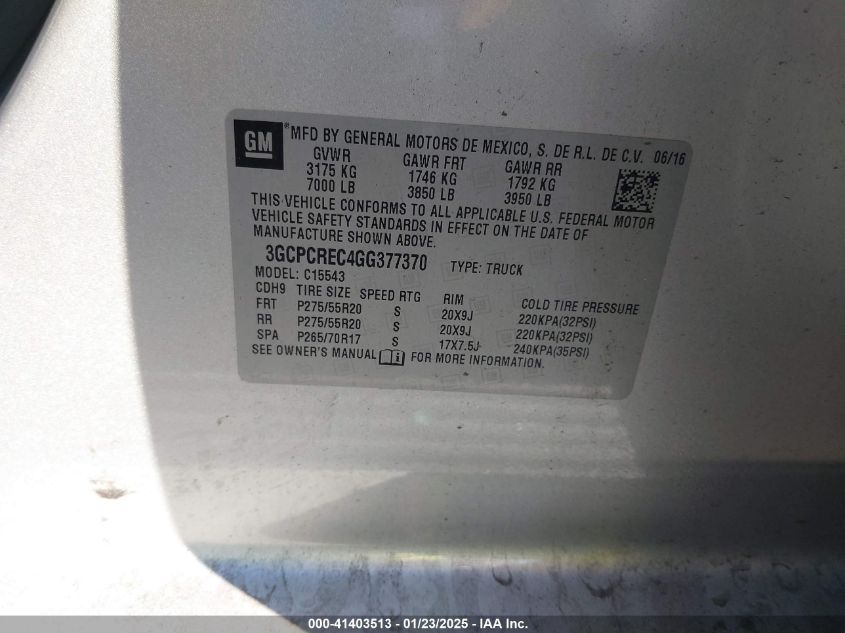 GM
® MFD BY GENERAL MOTORS DE MEXICO, S. DE R.L. DE C.V. 06/16
GVWR GAWR FRT GAWR RR
3175 KG 1746 KG 1792 KG
7000 LB 3850 LB 3950 LB
THIS VEHICLE CONFORMS TO ALL APPLICABLE U.S. FEDERAL MOTOR
VEHICLE SAFETY STANDARDS IN EFFECT ON THE DATE OF
MANUFACTURE SHOWN ABOVE.
3GCPCREC4GG377370 TYPE: TRUCK
MODEL: C15543
CDH9 TIRE SIZE SPEED RTG RIM COLD TIRE PRESSURE
FRT P275/55R20 S 20X9J 220KPA(32PSI)
RR P275/55R20 S 20X9J 220KPA(32PSI)
SPA P265/70R17 S 17X7.5J 240KPA(35PSI)
SEE OWNER'S MANUAL i FOR MORE INFORMATION.
000-41403513 - 01/23/2025 - IAA Inc.